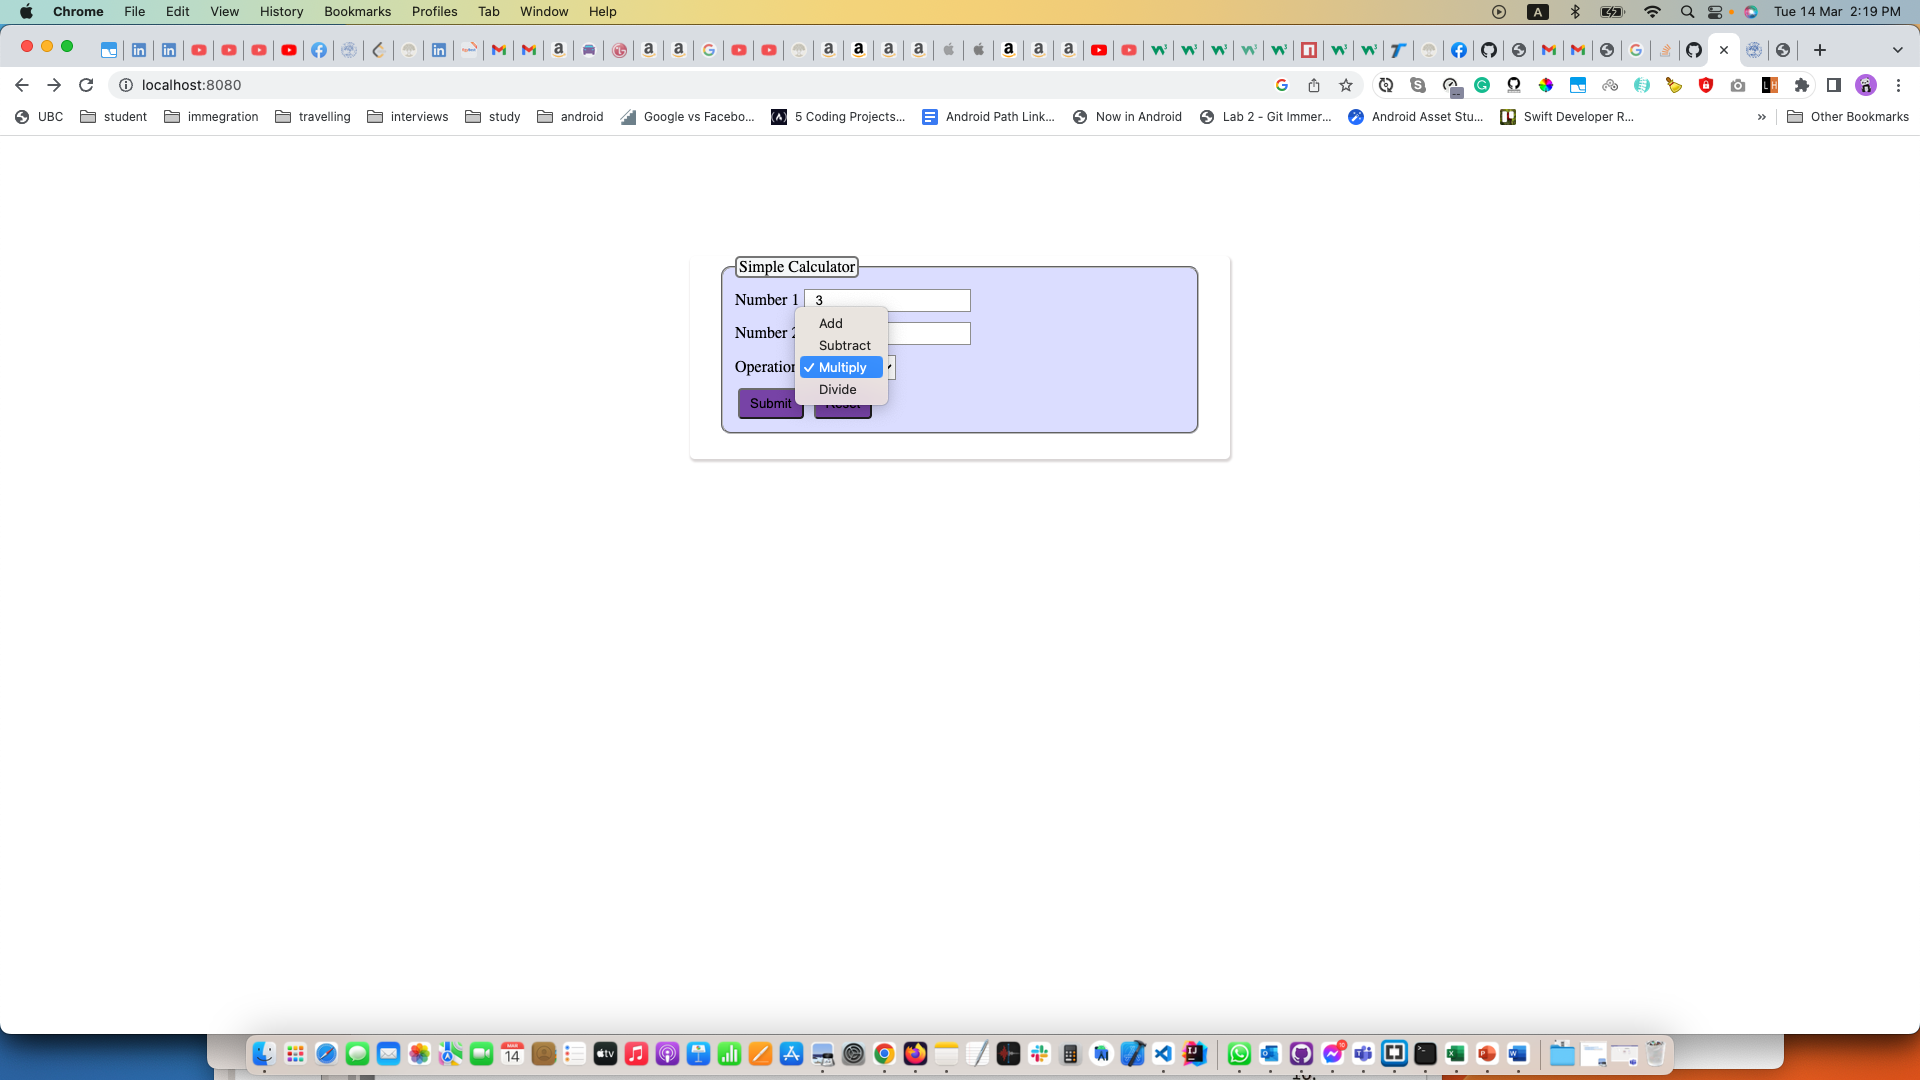 Chrome File Edit View History Bookmarks Profiles Tab Window Help A Tue 14 Mar 2:19 PM
localhost:8080
UBC student immegration travelling interviews study android Google vs Facebo... 5 Coding Projects... Android Path Link... Now in Android Lab 2 - Git Immer... Android Asset Stu... Swift Developer R... » Other Bookmarks
Simple Calculator
Number 1 3
Add
Number 2
Subtract
Operation ✓ Multiply
Divide
Submit Reset
MAR
14
tv